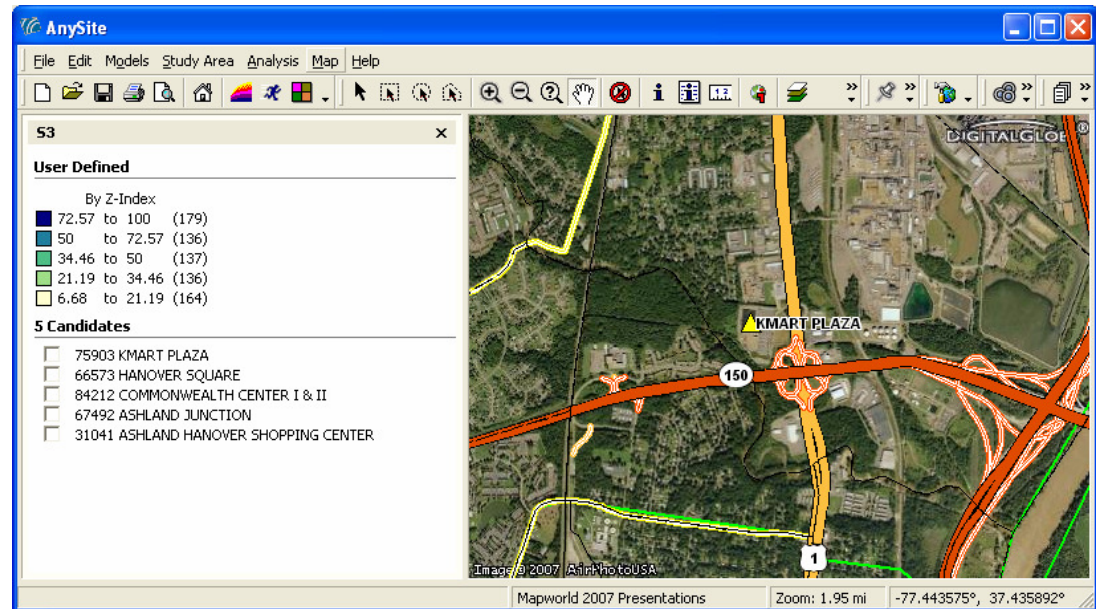 AnySite
File Edit Models Study Area Analysis Map Help
S3
User Defined
By Z-Index
72.57 to 100 (179)
50 to 72.57 (136)
34.46 to 50 (137)
21.19 to 34.46 (136)
6.68 to 21.19 (164)
5 Candidates
75903 KMART PLAZA
66573 HANOVER SQUARE
84212 COMMONWEALTH CENTER I & II
67492 ASHLAND JUNCTION
31041 ASHLAND HANOVER SHOPPING CENTER
DIGITALGLOBE ®
KMART PLAZA
150
1
Image © 2007 AirPhotoUSA
Mapworld 2007 Presentations Zoom: 1.95 mi -77.443575°, 37.435892°